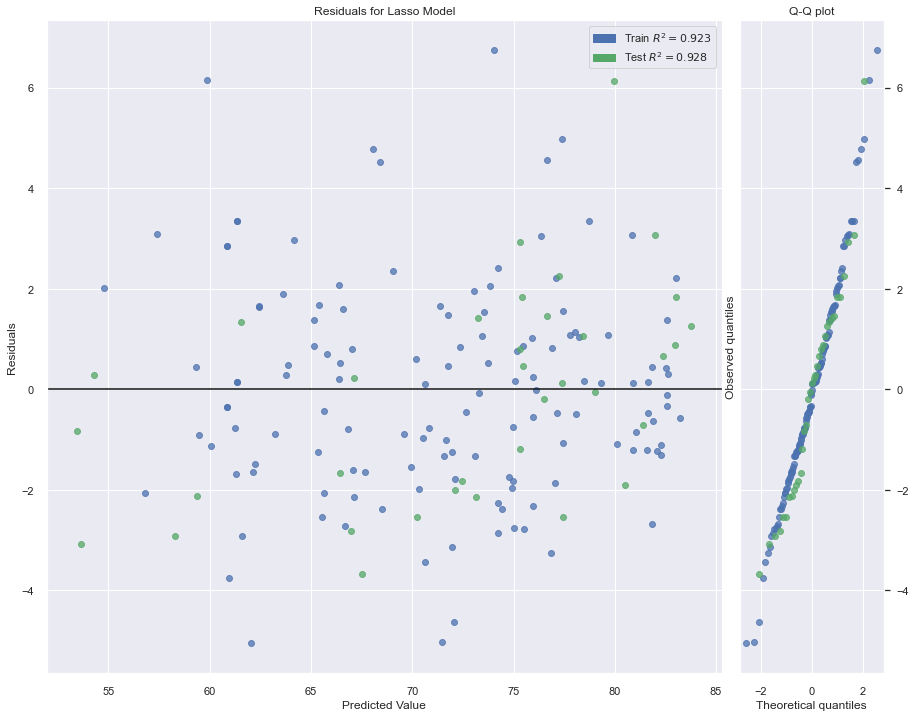 Residuals for Lasso Model
Q-Q plot
Train R² = 0.923
Test R² = 0.928
Residuals
6
4
2
0
−2
−4
55
60
65
70
75
80
85
Predicted Value
Observed quantiles
6
4
2
0
−2
−4
−2
0
2
Theoretical quantiles